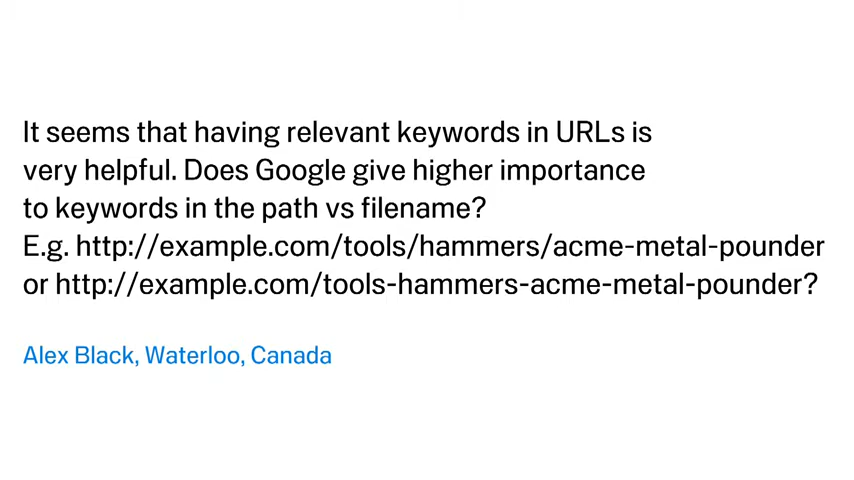 It seems that having relevant keywords in URLs is
very helpful. Does Google give higher importance
to keywords in the path vs filename?
E.g. http://example.com/tools/hammers/acme-metal-pounder
or http://example.com/tools-hammers-acme-metal-pounder?
Alex Black, Waterloo, Canada